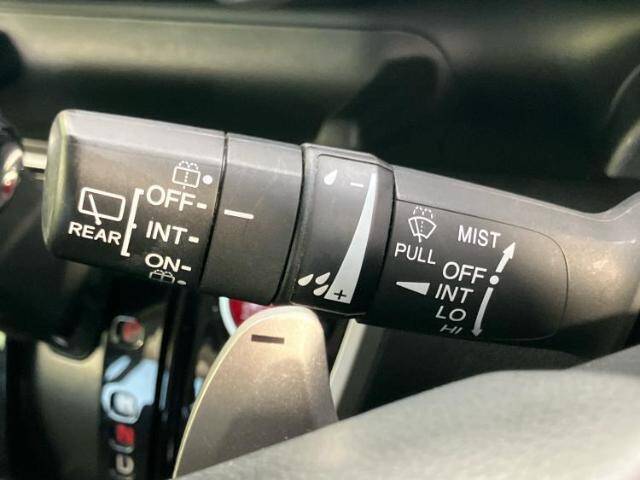 OFF
REAR
INT
ON
−
+
MIST
PULL
OFF
INT
LO
HI
−